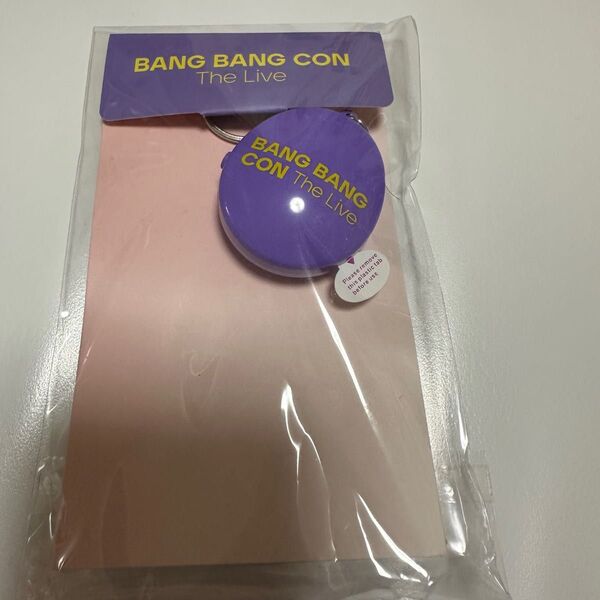 BANG BANG CON
The Live
BANG BANG
CON The Live
Please remove
this plastic tab
before use